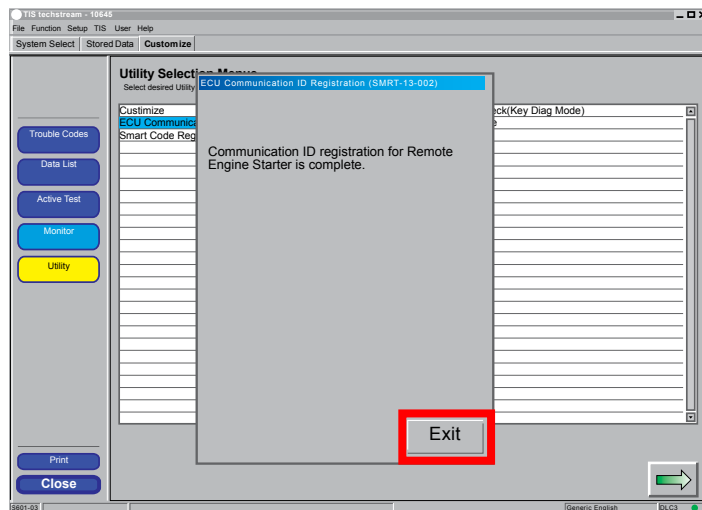 TIS techstream - 10645
File Function Setup TIS User Help
System Select Stored Data Customize
Utility Selection Menus
Select desired Utility
ECU Communication ID Registration (SMRT-13-002)
Custimize
eck(Key Diag Mode)
ECU Communica
Smart Code Reg
Communication ID registration for Remote
Engine Starter is complete.
Trouble Codes
Data List
Active Test
Monitor
Utility
Exit
Print
Close
S601-03
Generic English
DLC3